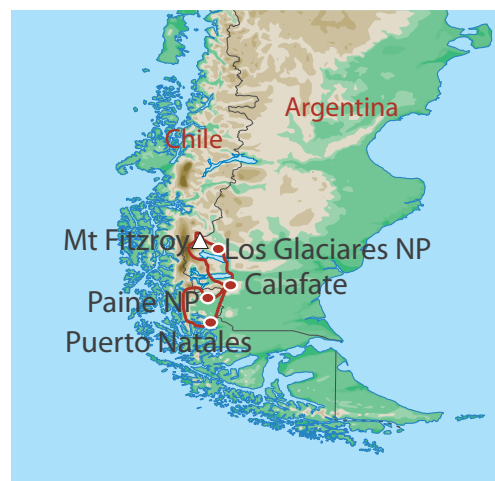 Argentina
Chile
Mt Fitzroy
Los Glaciares NP
Calafate
Paine NP
Puerto Natales